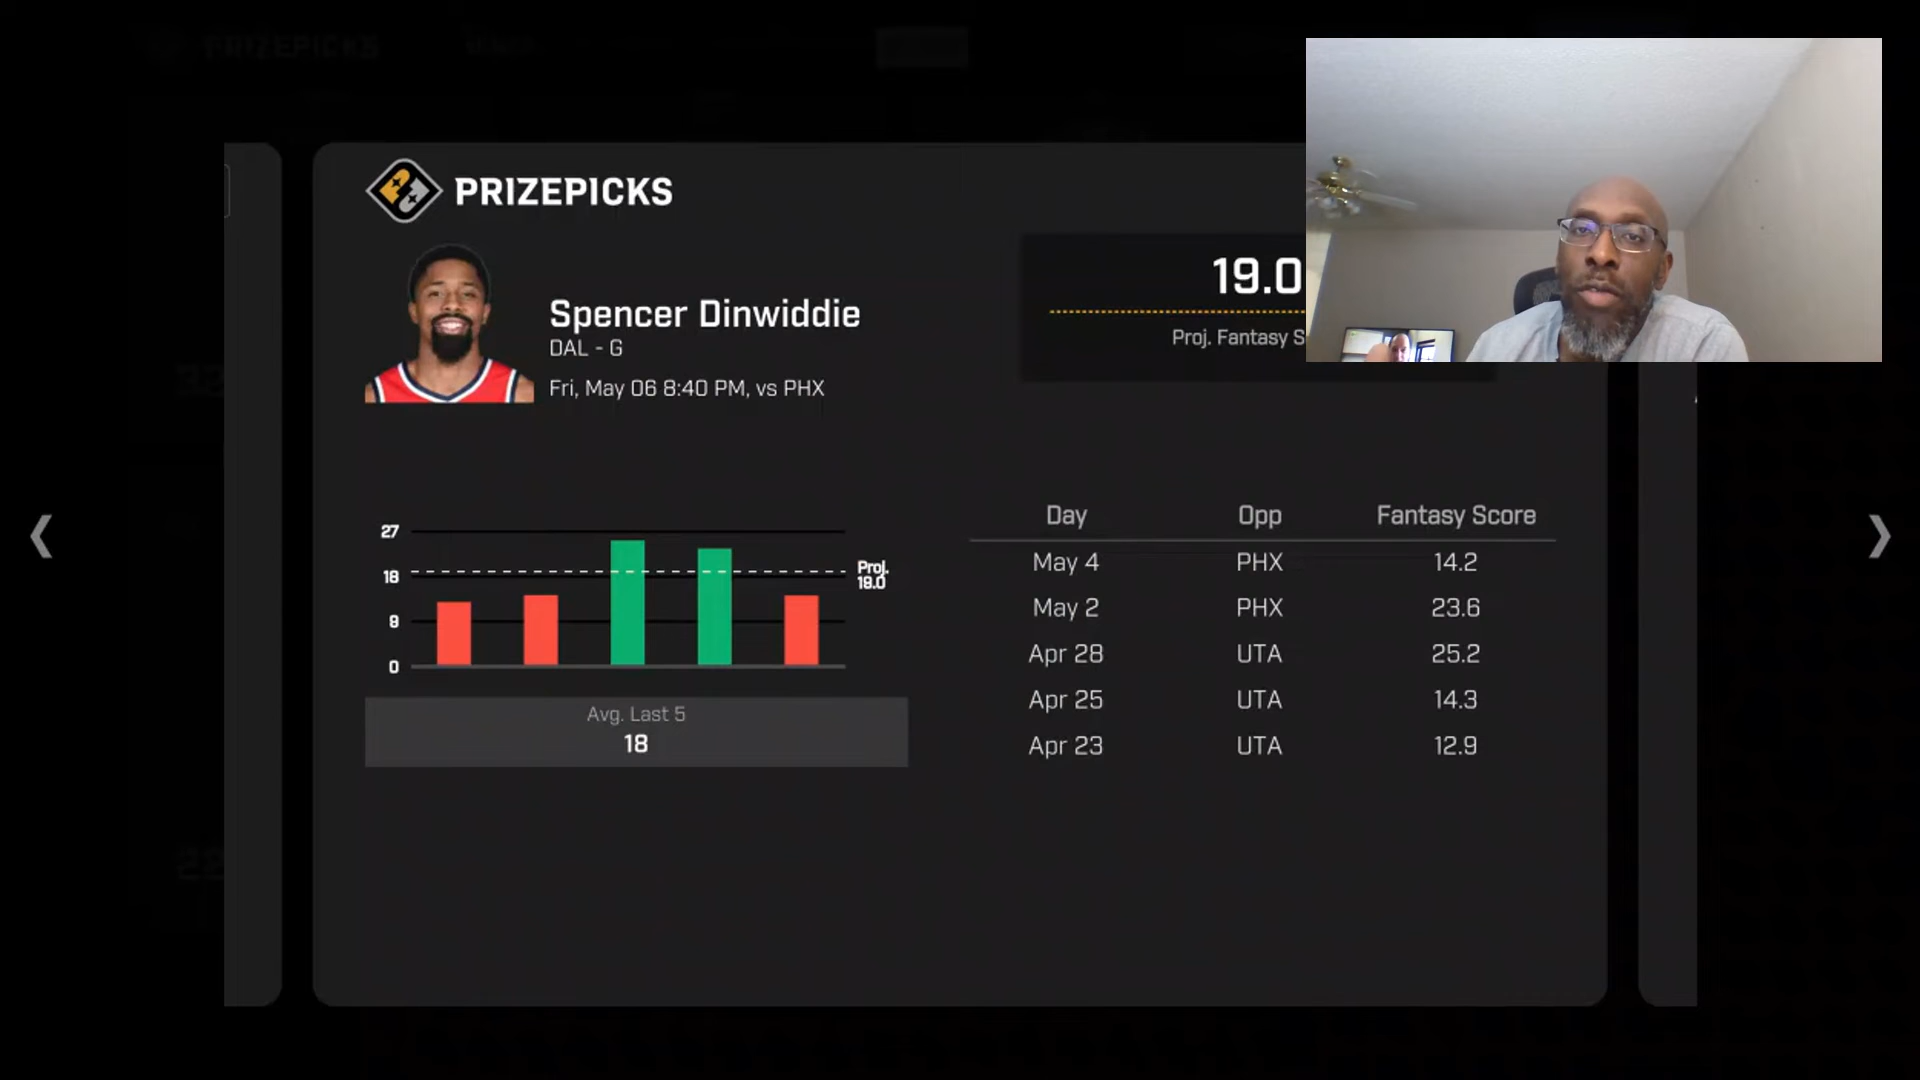 PRIZEPICKS
PRIZEPICKS
19.0
Proj. Fantasy S
Spencer Dinwiddie
DAL - G
Fri, May 06 8:40 PM, vs PHX
27
18
9
0
Proj.
19.0
Avg. Last 5
18
Day Opp Fantasy Score
May 4 PHX 14.2
May 2 PHX 23.6
Apr 28 UTA 25.2
Apr 25 UTA 14.3
Apr 23 UTA 12.9